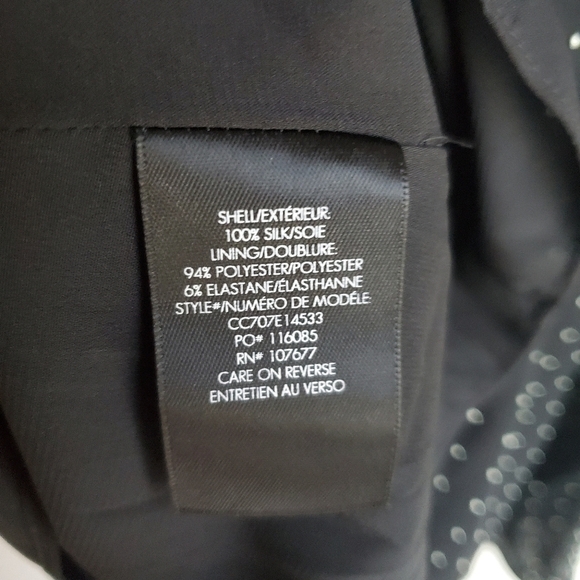 SHELL/EXTÉRIEUR:
100% SILK/SOIE
LINING/DOUBLURE:
94% POLYESTER/POLYESTER
6% ELASTANE/ÉLASTHANNE
STYLE#/NUMÉRO DE MODÉLE:
CC707E14533
PO# 116085
RN# 107677
CARE ON REVERSE
ENTRETIEN AU VERSO